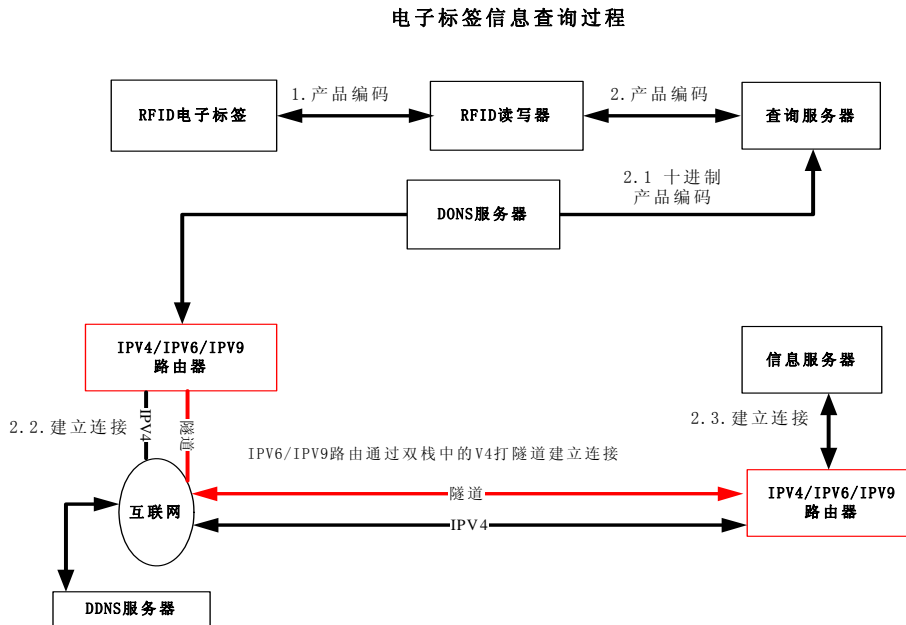 电子标签信息查询过程
1.产品编码
2.产品编码
RFID电子标签
RFID读写器
查询服务器
2.1 十进制
产品编码
DONS服务器
IPV4/IPV6/IPV9
路由器
信息服务器
2.2.建立连接
IPV4
隧道
2.3.建立连接
IPV6/IPV9路由通过双栈中的V4打隧道建立连接
隧道
IPV4/IPV6/IPV9
路由器
互联网
IPV4
DDNS服务器